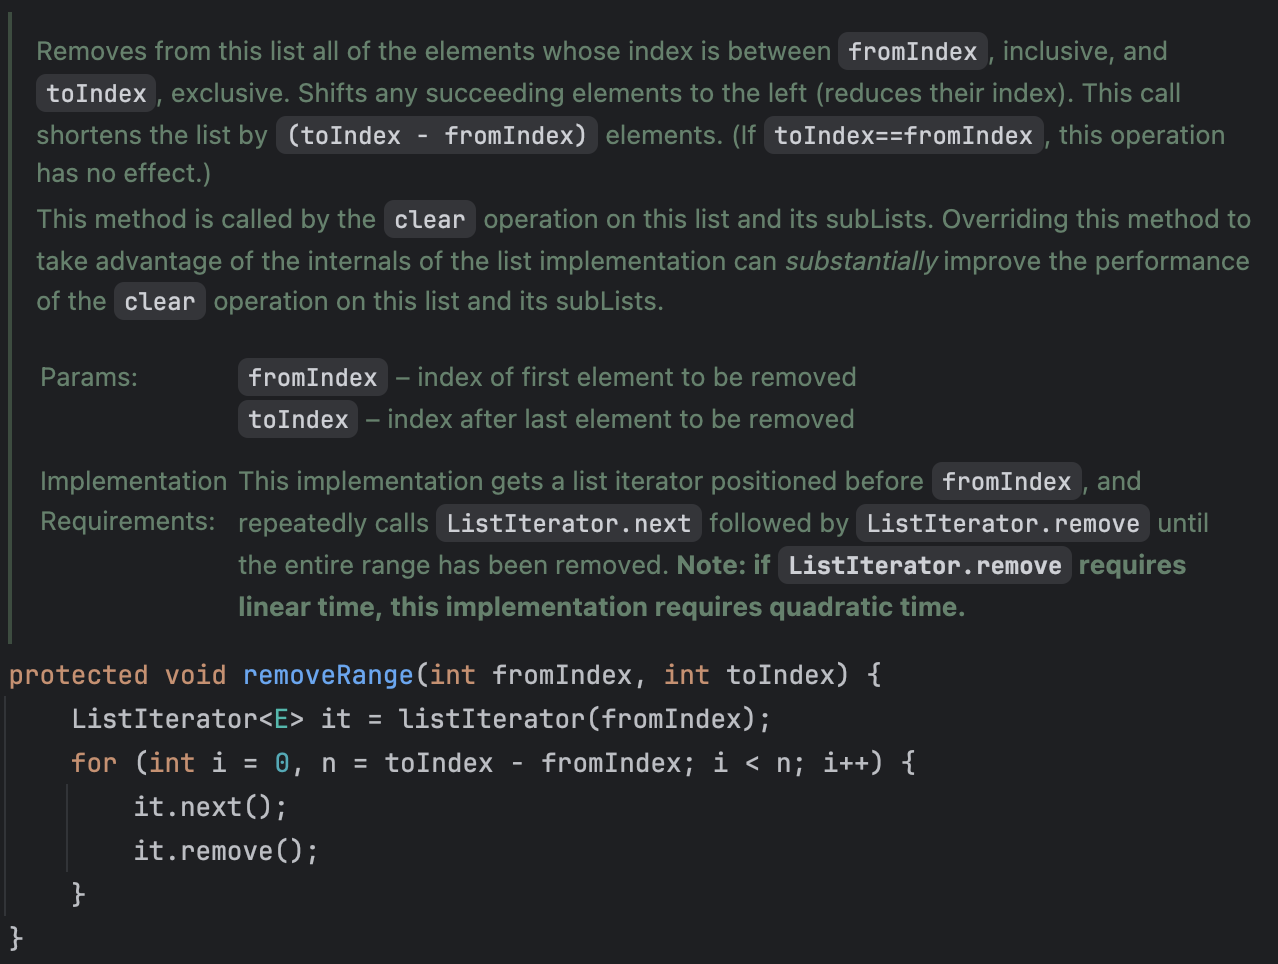 Removes from this list all of the elements whose index is between fromIndex, inclusive, and
toIndex, exclusive. Shifts any succeeding elements to the left (reduces their index). This call
shortens the list by (toIndex - fromIndex) elements. (If toIndex==fromIndex, this operation
has no effect.)
This method is called by the clear operation on this list and its subLists. Overriding this method to
take advantage of the internals of the list implementation can substantially improve the performance
of the clear operation on this list and its subLists.
Params: fromIndex – index of first element to be removed
toIndex – index after last element to be removed
Implementation This implementation gets a list iterator positioned before fromIndex, and
Requirements: repeatedly calls ListIterator.next followed by ListIterator.remove until
the entire range has been removed. Note: if ListIterator.remove requires
linear time, this implementation requires quadratic time.
protected void removeRange(int fromIndex, int toIndex) {
    ListIterator<E> it = listIterator(fromIndex);
    for (int i = 0, n = toIndex - fromIndex; i < n; i++) {
        it.next();
        it.remove();
    }
}